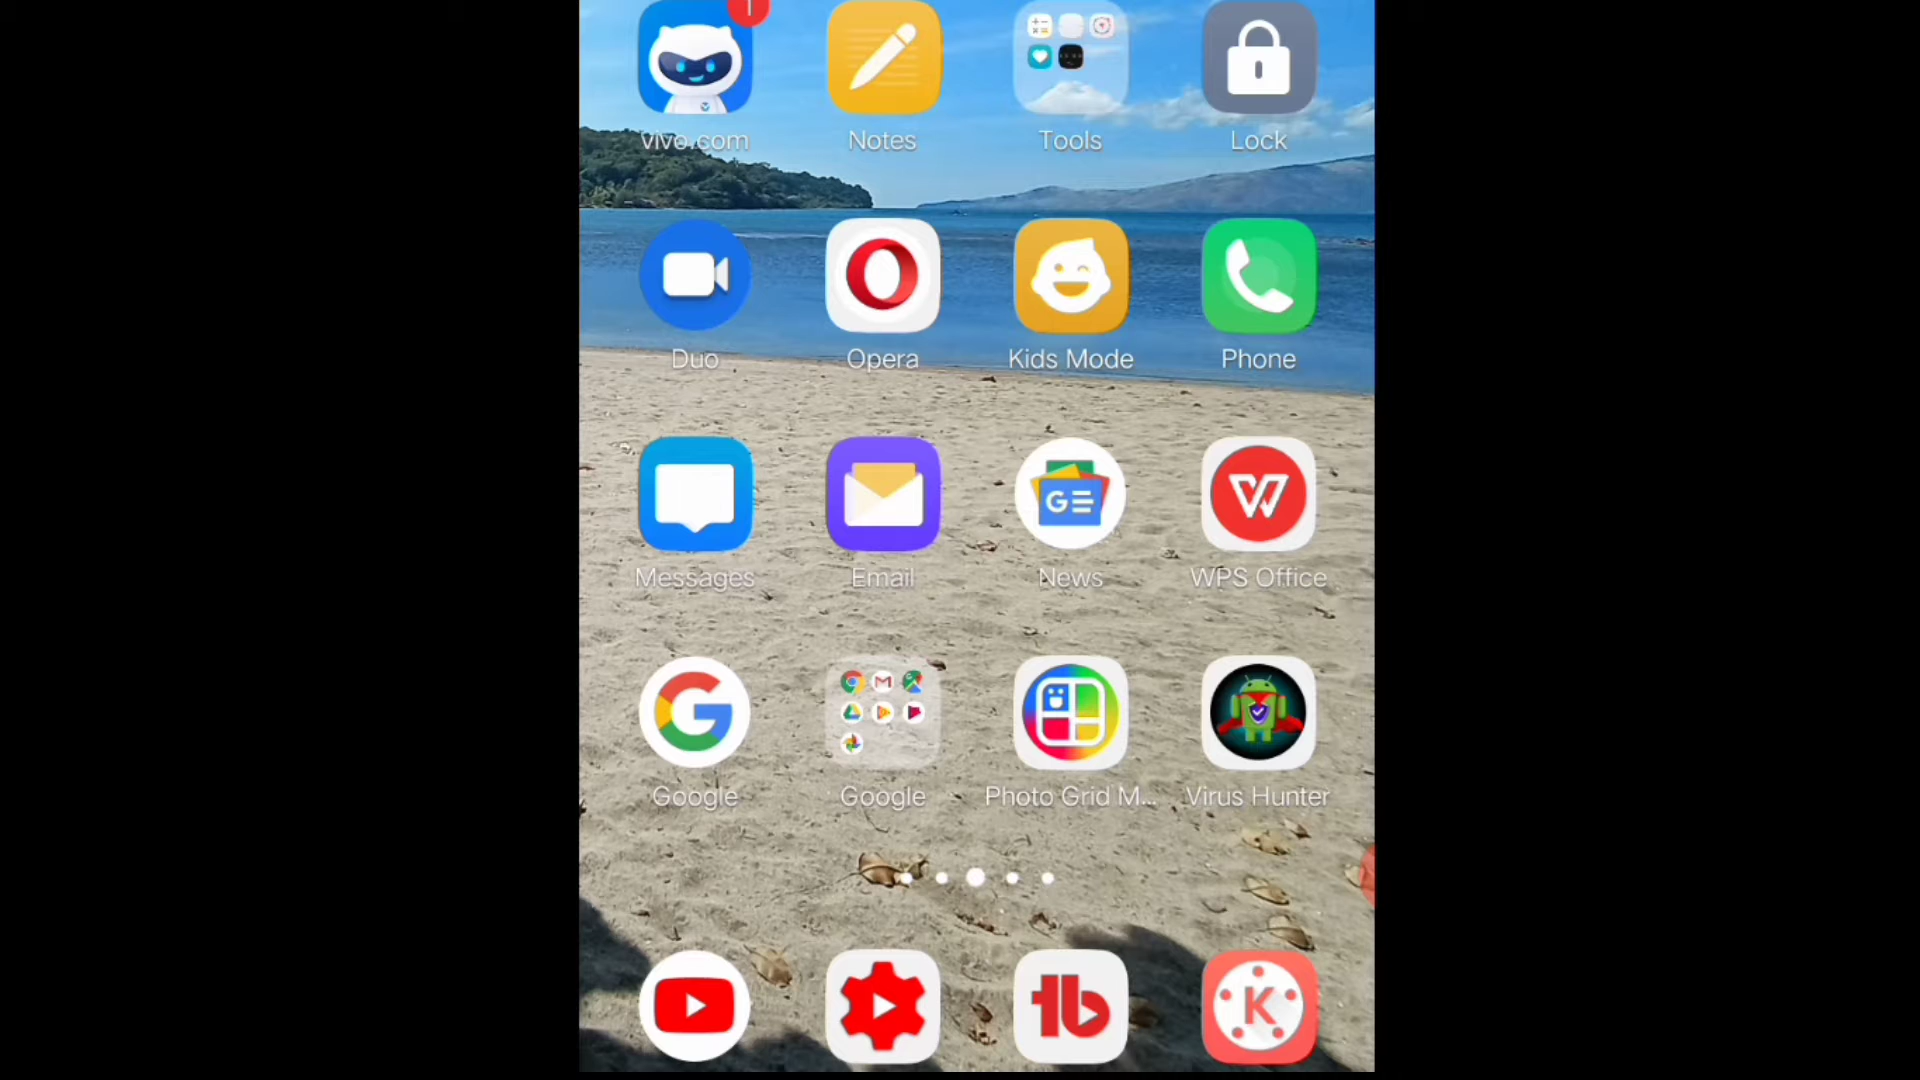 1
vivo.com Notes Tools Lock
Duo Opera Kids Mode Phone
Messages Email News WPS Office
Google Google Photo Grid M... Virus Hunter